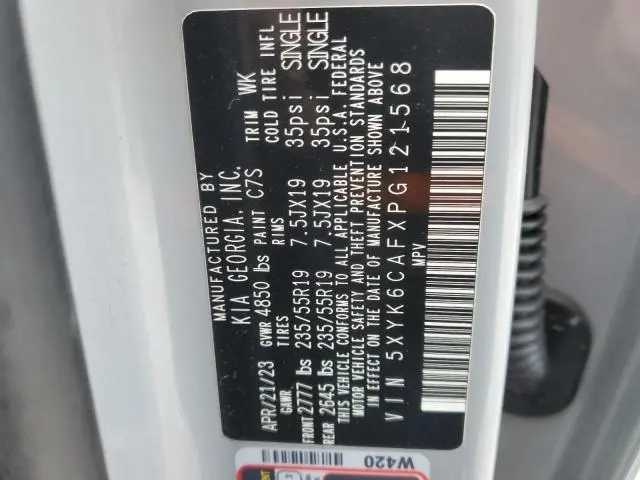 MANUFACTURED BY
KIA GEORGIA, INC.
APR/21/23 GVWR 4850 lbs PAINT C7S TRIM WK
GAWR TIRES RIMS COLD TIRE INFL
FRONT 2777 lbs 235/55R19 7.5JX19 35psi SINGLE
REAR 2645 lbs 235/55R19 7.5JX19 35psi SINGLE
THIS VEHICLE CONFORMS TO ALL APPLICABLE U.S.A. FEDERAL
MOTOR VEHICLE SAFETY AND THEFT PREVENTION STANDARDS
IN EFFECT ON THE DATE OF MANUFACTURE SHOWN ABOVE
VIN 5XYK6CAFXPG121568
MPV
W420